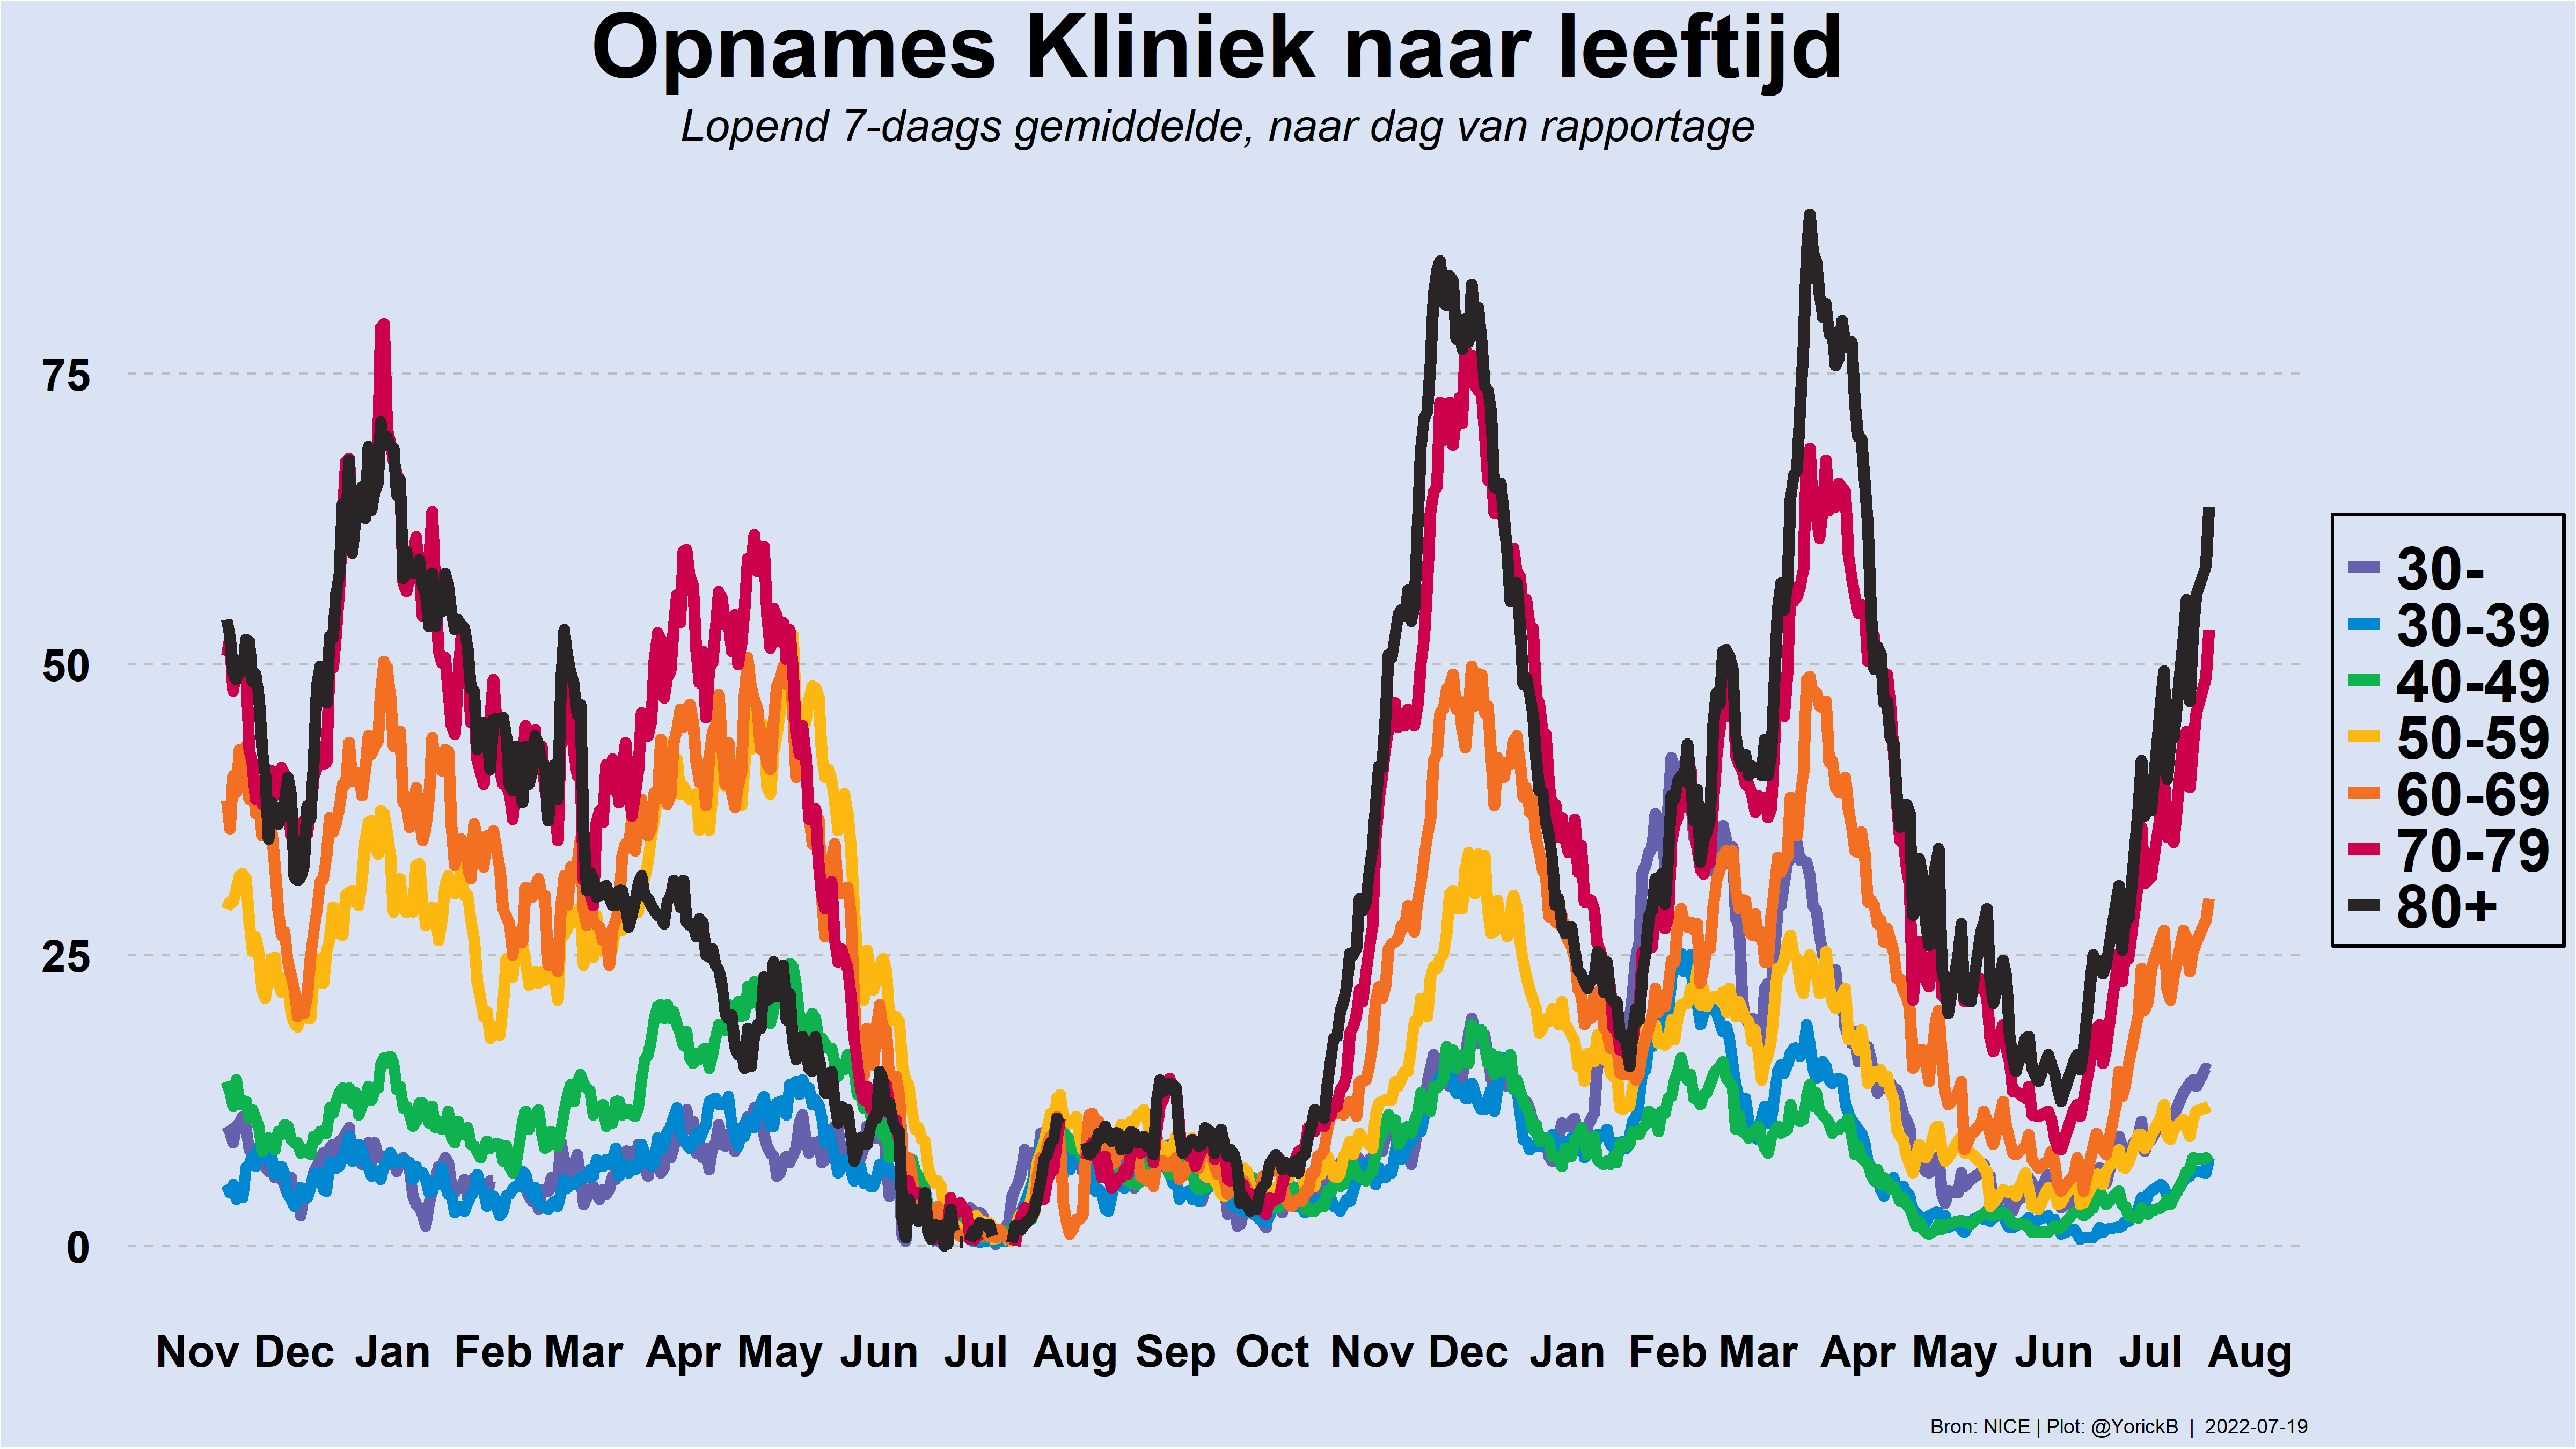 Opnames Kliniek naar leeftijd
Lopend 7-daags gemiddelde, naar dag van rapportage
75
50
25
0
30-
30-39
40-49
50-59
60-69
70-79
80+
Nov Dec Jan Feb Mar Apr May Jun Jul Aug Sep Oct Nov Dec Jan Feb Mar Apr May Jun Jul Aug
Bron: NICE | Plot: @YorickB | 2022-07-19